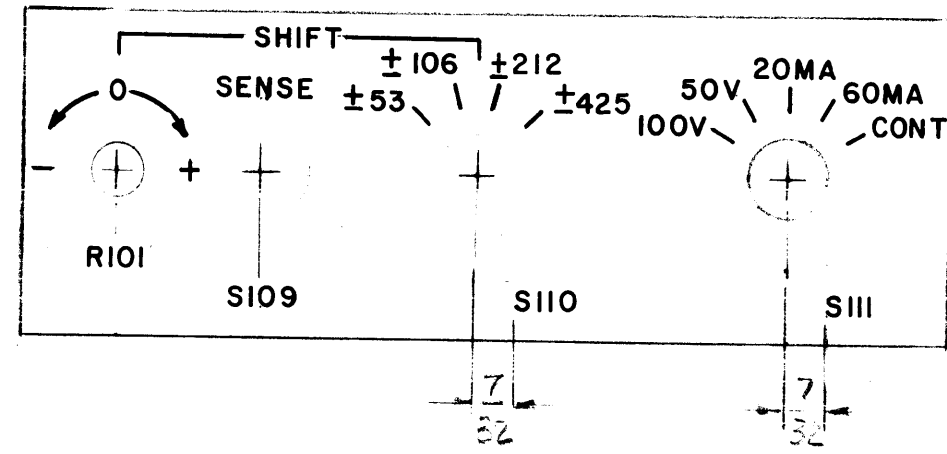 SHIFT
0
SENSE
±53
±106
±212
±425
100V
50V
20MA
60MA
CONT
-
+
R101
S109
S110
S111
7
32
7
32